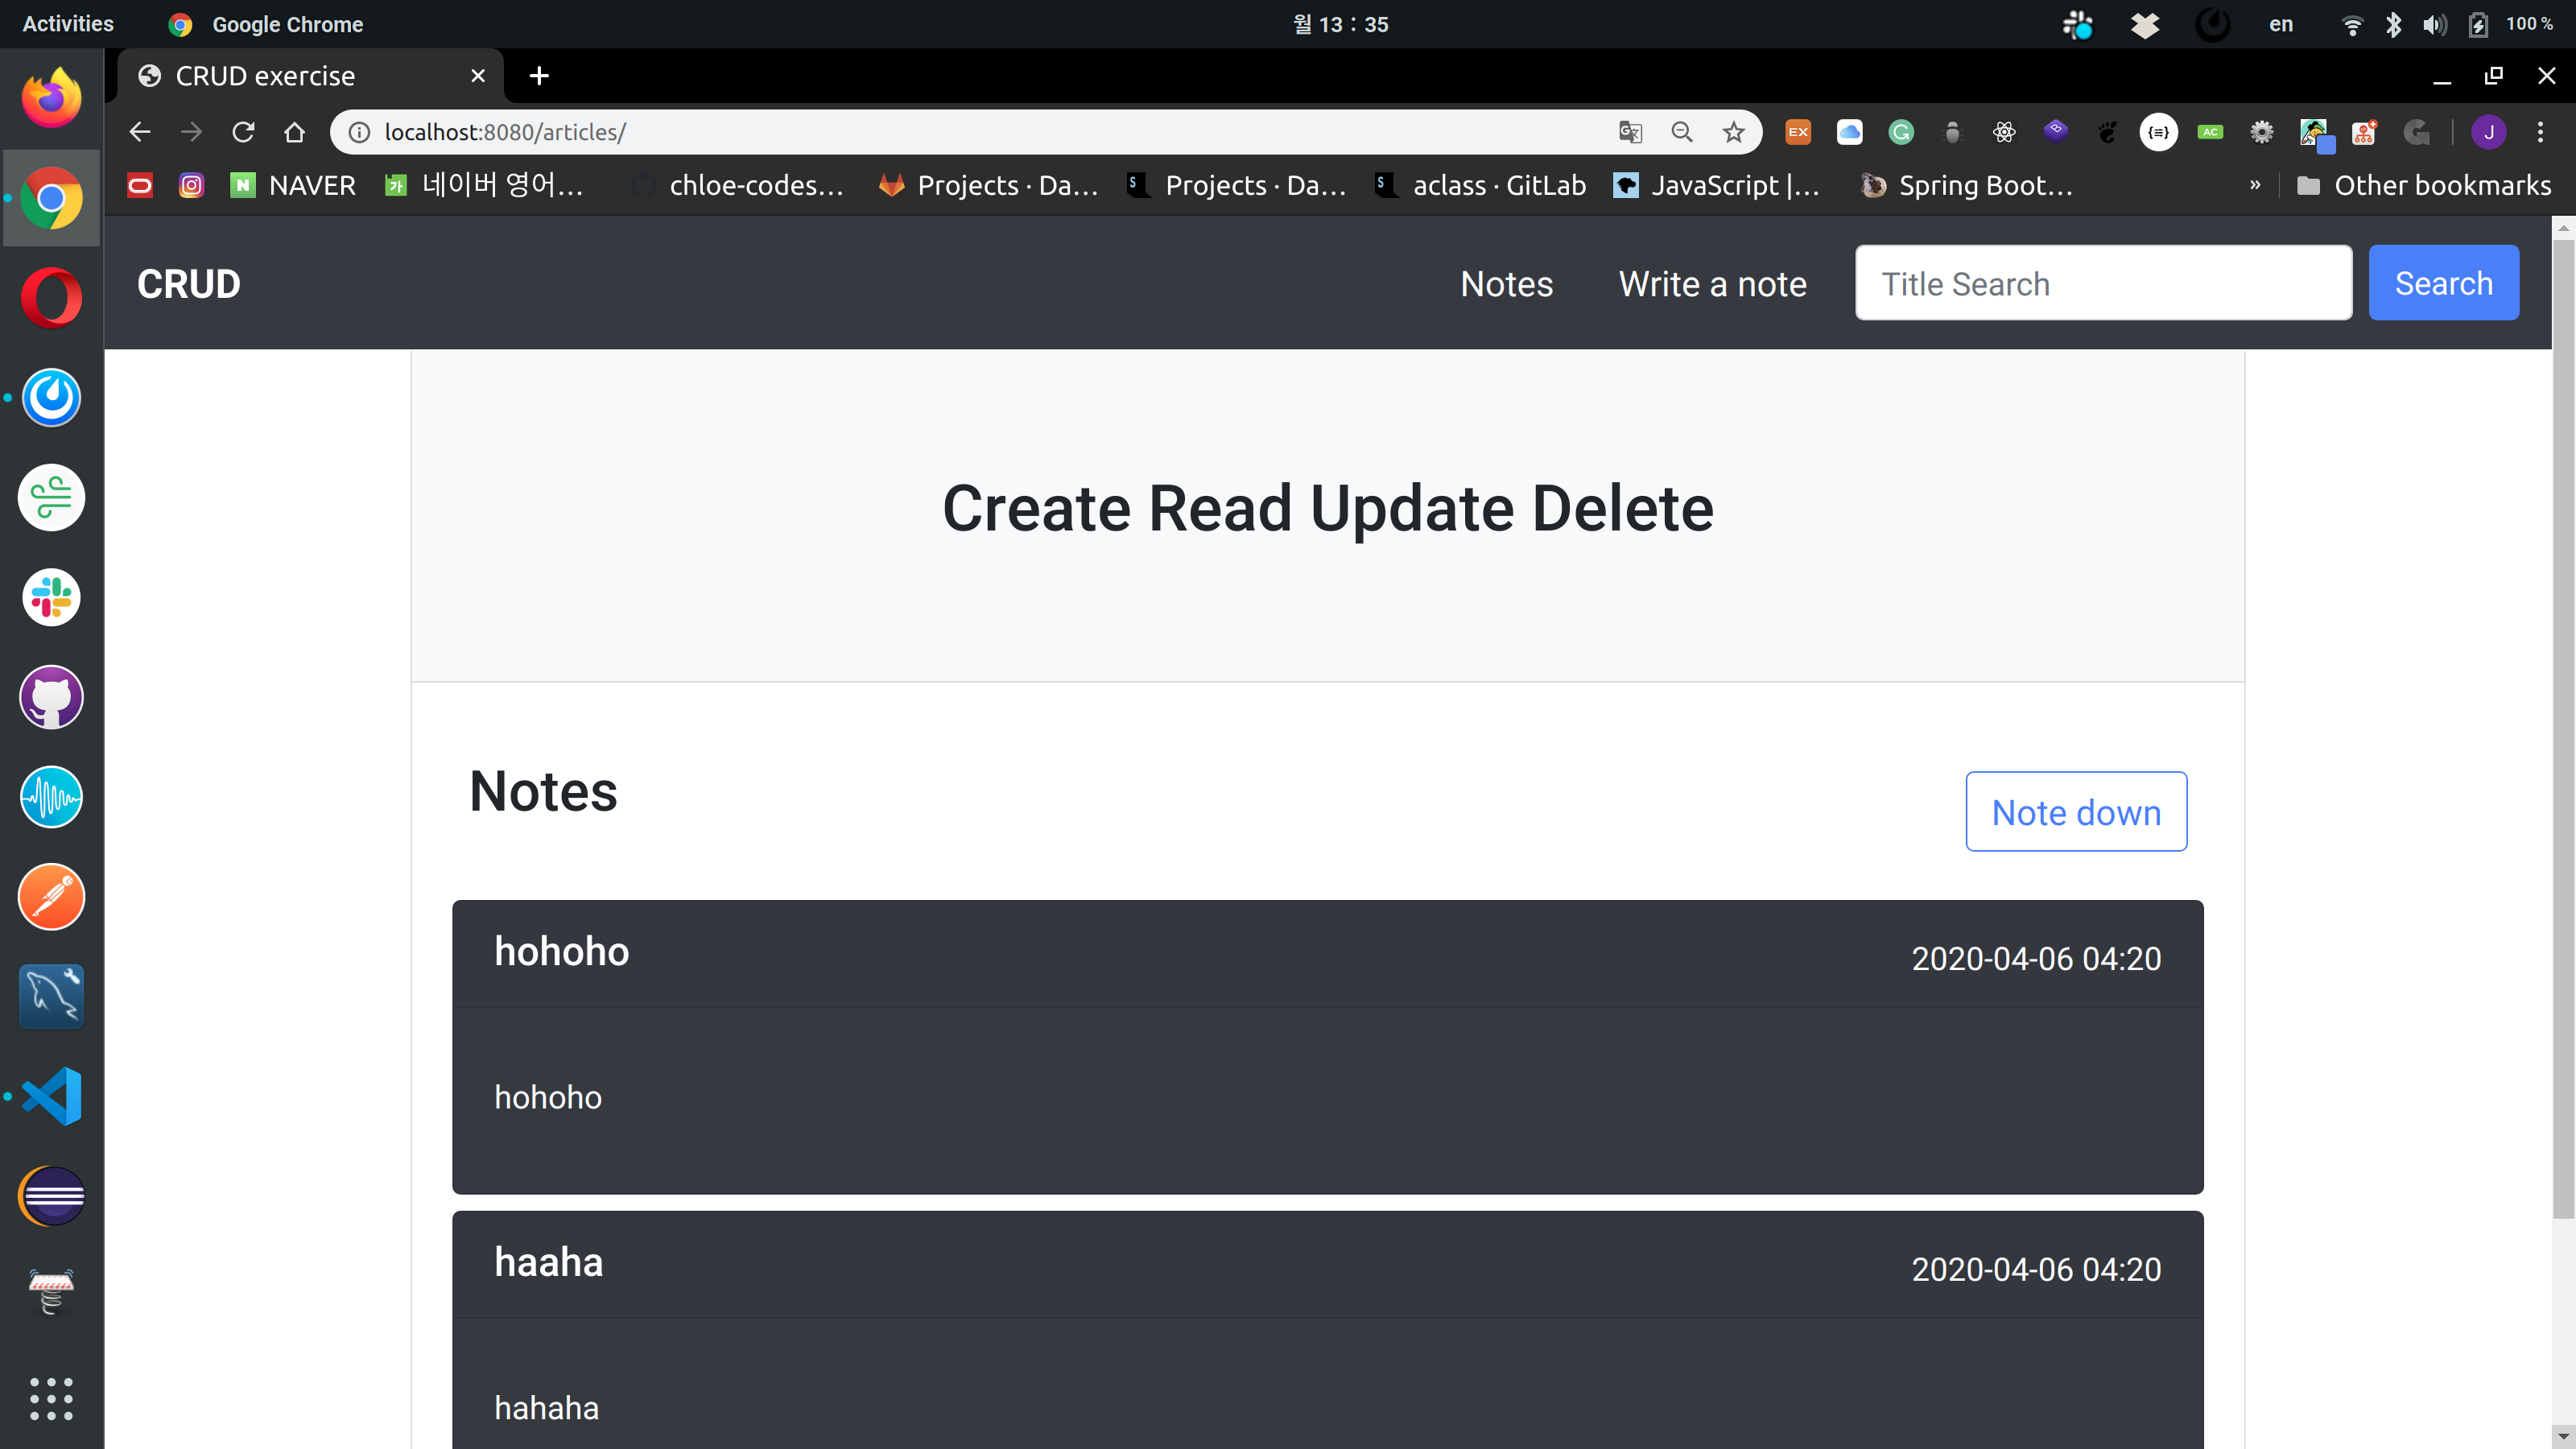 Activities
Google Chrome
월 13：35
en
100 %
CRUD exercise
localhost:8080/articles/
EX
AC
J
NAVER
네이버 영어…
chloe-codes…
Projects · Da…
Projects · Da…
aclass · GitLab
JavaScript |…
Spring Boot…
»
Other bookmarks
CRUD
Notes
Write a note
Title Search
Search
Create Read Update Delete
Notes
Note down
hohoho
2020-04-06 04:20
hohoho
haaha
2020-04-06 04:20
hahaha